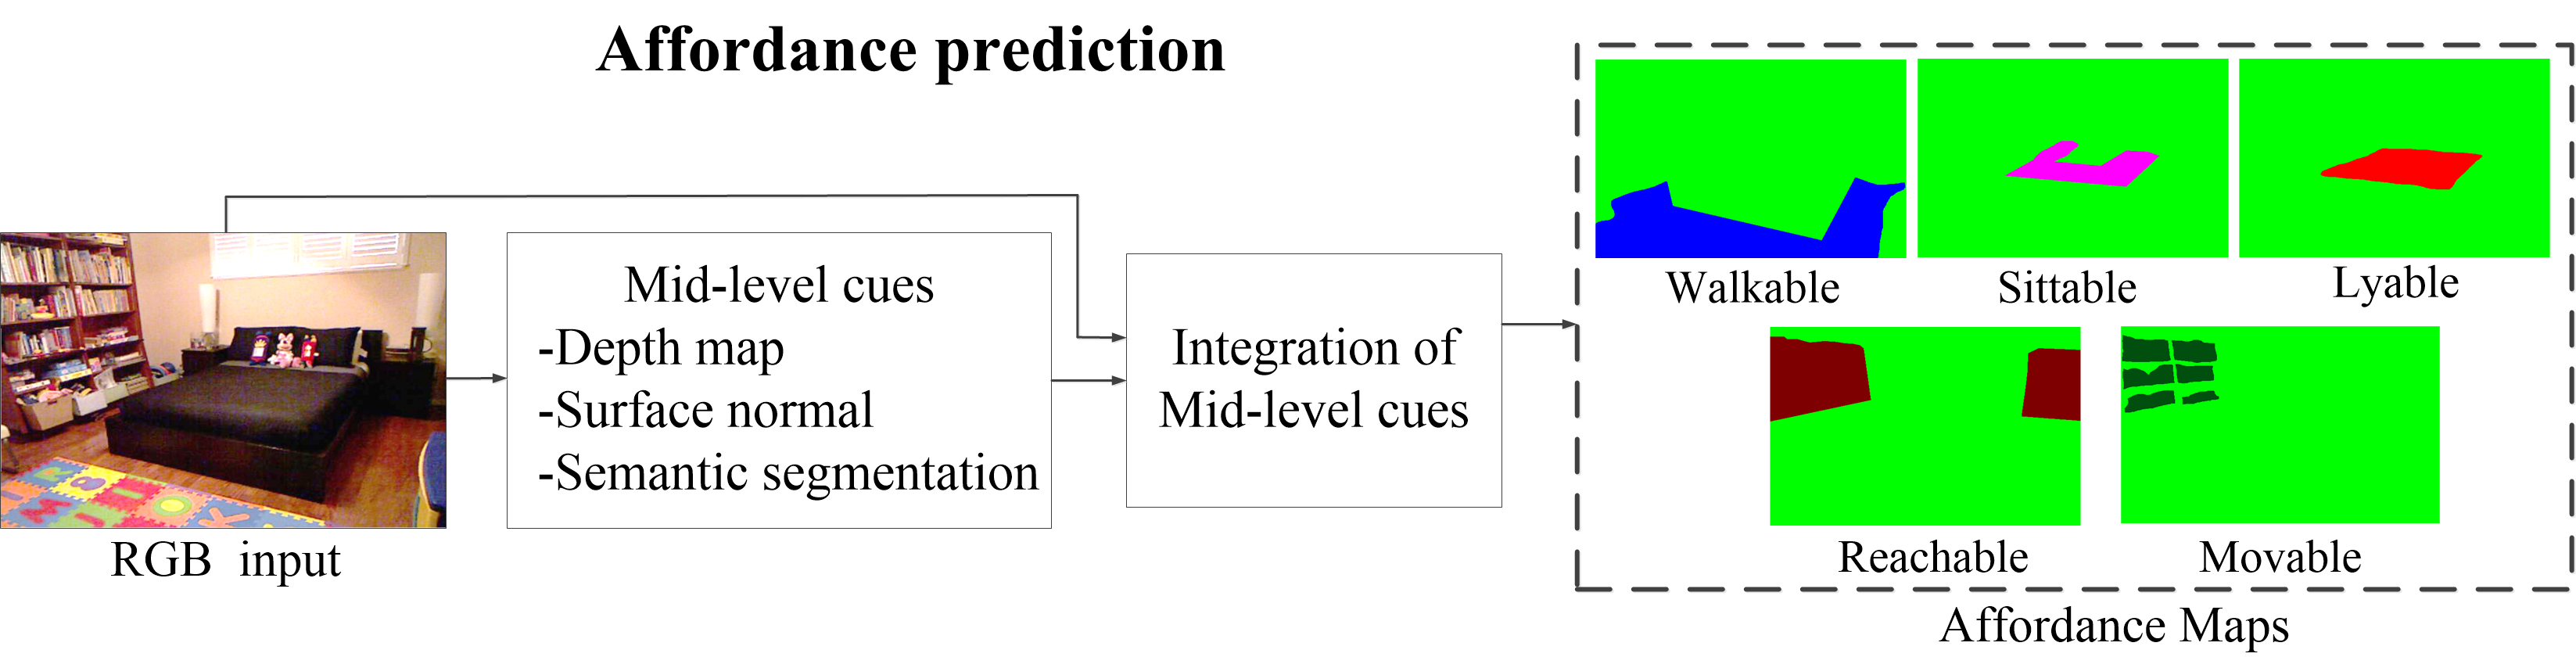 Affordance prediction
RGB input
Mid-level cues
-Depth map
-Surface normal
-Semantic segmentation
Integration of
Mid-level cues
Walkable
Sittable
Lyable
Reachable
Movable
Affordance Maps